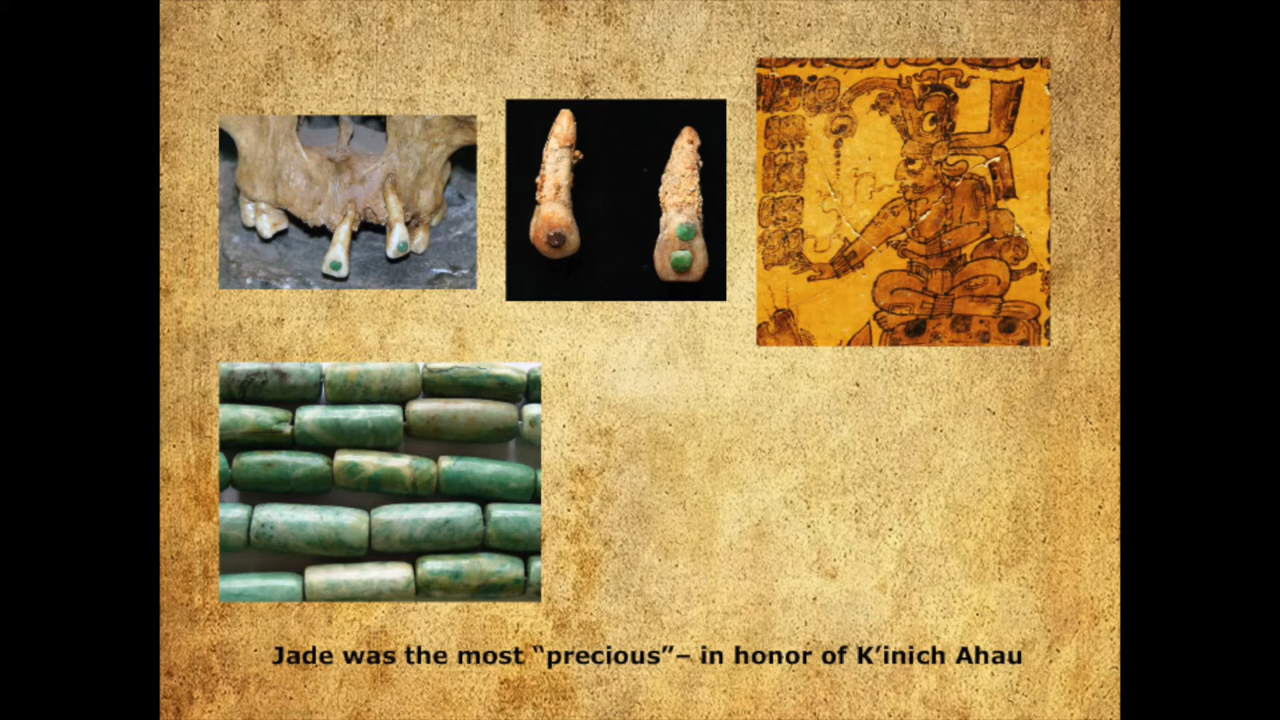 Jade was the most “precious”– in honor of K’inich Ahau